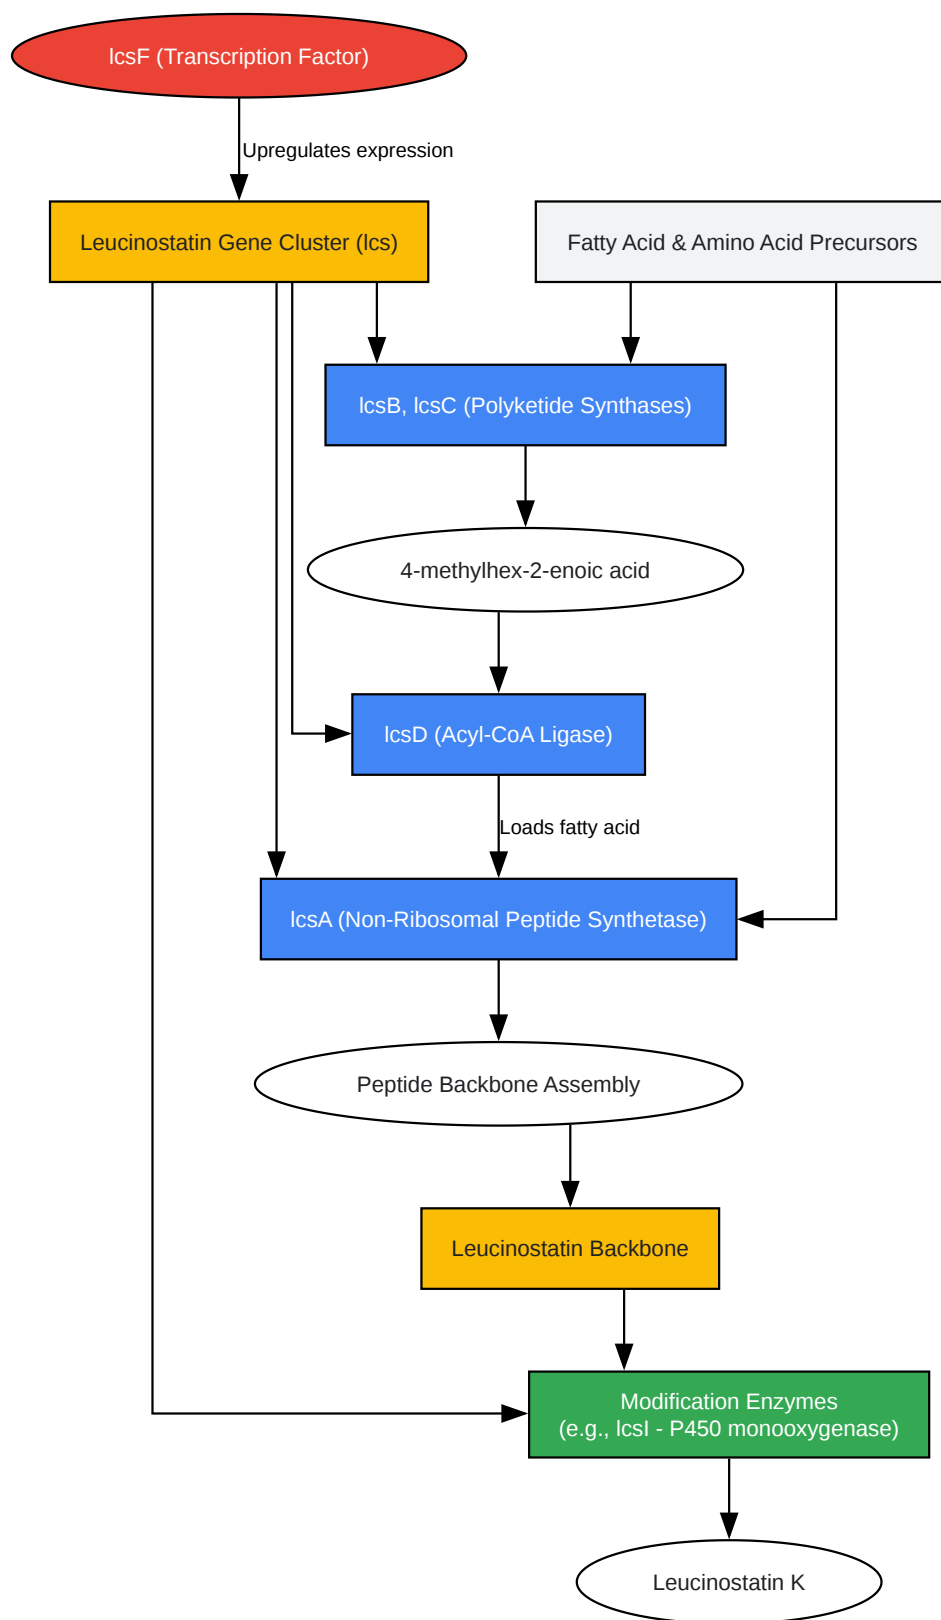 lcsF (Transcription Factor)
Upregulates expression
Leucinostatin Gene Cluster (lcs)
Fatty Acid & Amino Acid Precursors
lcsB, lcsC (Polyketide Synthases)
4-methylhex-2-enoic acid
lcsD (Acyl-CoA Ligase)
Loads fatty acid
lcsA (Non-Ribosomal Peptide Synthetase)
Peptide Backbone Assembly
Leucinostatin Backbone
Modification Enzymes
(e.g., lcsI - P450 monooxygenase)
Leucinostatin K